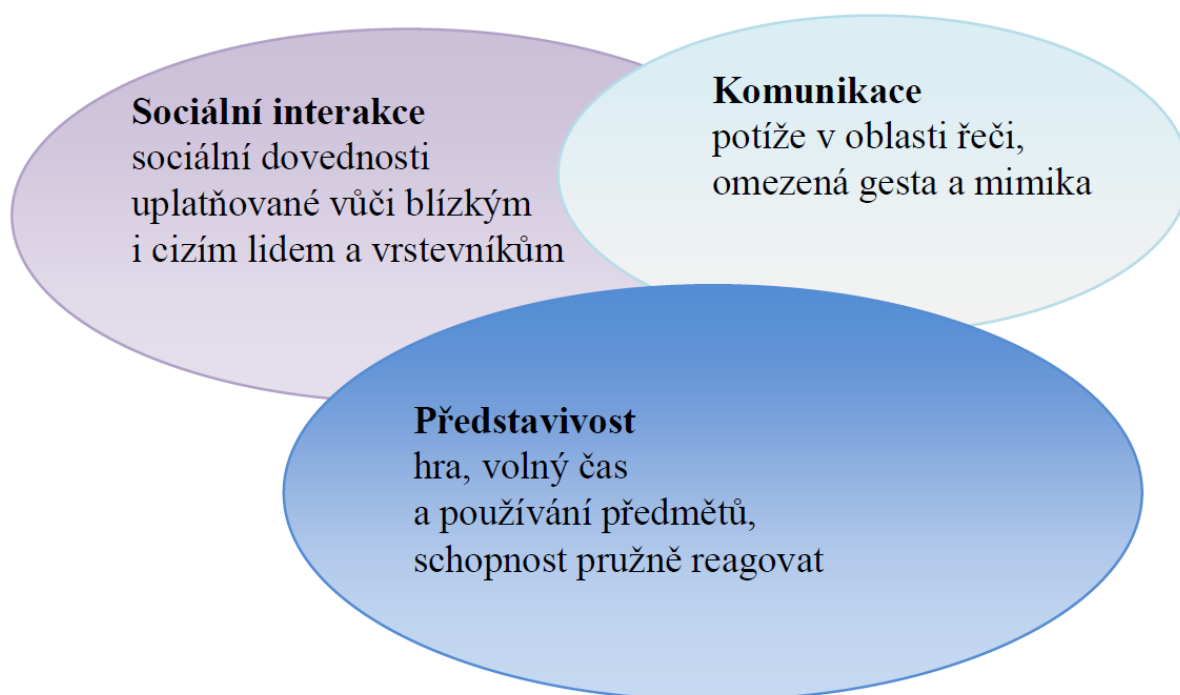 Sociální interakce
sociální dovednosti
uplatňované vůči blízkým
i cizím lidem a vrstevníkům
Komunikace
potíže v oblasti řeči,
omezená gesta a mimika
Představivost
hra, volný čas
a používání předmětů,
schopnost pružně reagovat